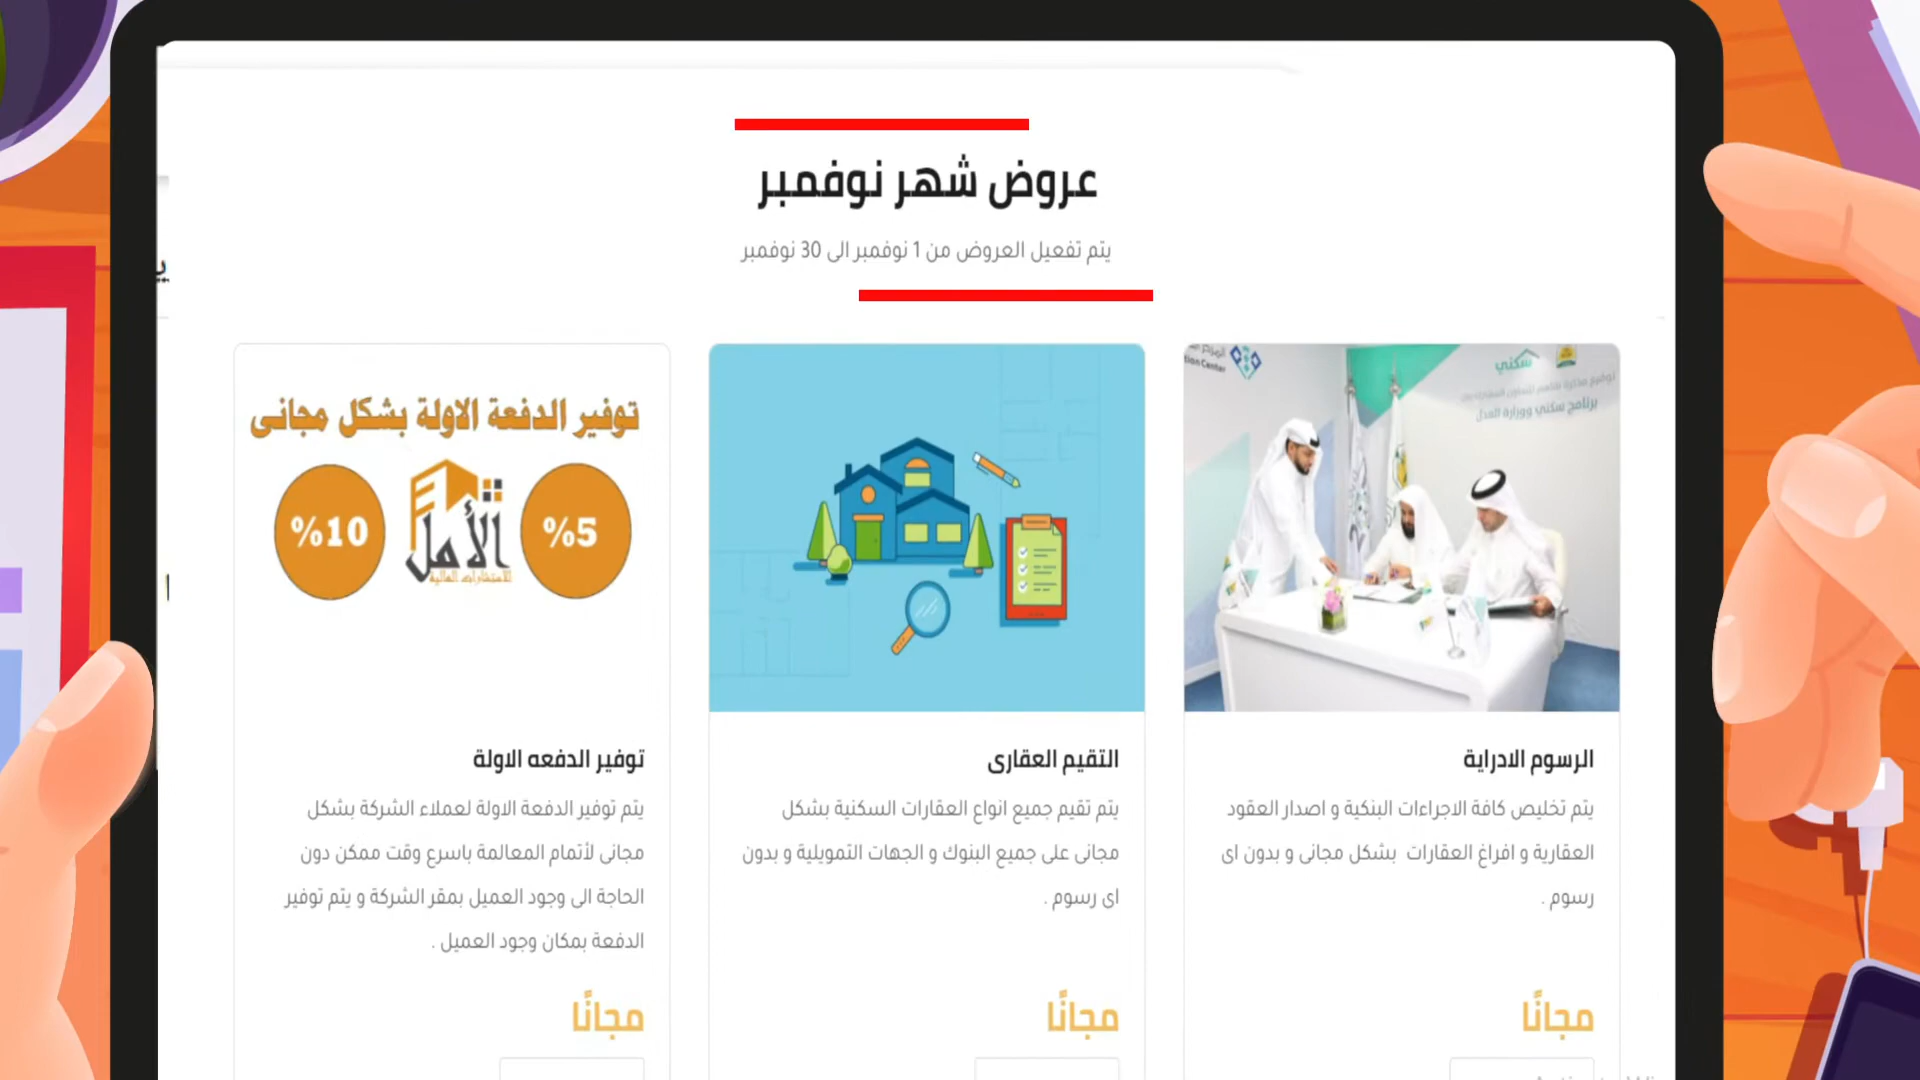 عروض شهر نوفمبر
يتم تفعيل العروض من 1 نوفمبر الى 30 نوفمبر
سكني
برنامج سكني ووزارة العدل
tion Center
الرسوم الادراية
يتم تخليص كافة الاجراءات البنكية و اصدار العقود
العقارية و افراغ العقارات بشكل مجانى و بدون اى
رسوم .
مجانًا
التقيم العقارى
يتم تقيم جميع انواع العقارات السكنية بشكل
مجانى على جميع البنوك و الجهات التمويلية و بدون
اى رسوم .
مجانًا
توفير الدفعة الاولة بشكل مجانى
%10
الأمل
للاستشارات المالية
%5
توفير الدفعه الاولة
يتم توفير الدفعة الاولة لعملاء الشركة بشكل
مجانى لأتمام المعالمة باسرع وقت ممكن دون
الحاجة الى وجود العميل بمقر الشركة و يتم توفير
الدفعة بمكان وجود العميل .
مجانًا